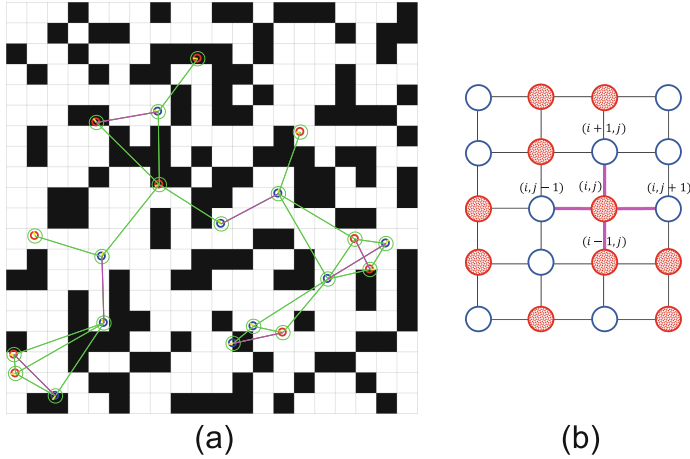 (i + 1, j)
(i, j − 1) (i, j) (i, j + 1)
(i − 1, j)
(a) (b)